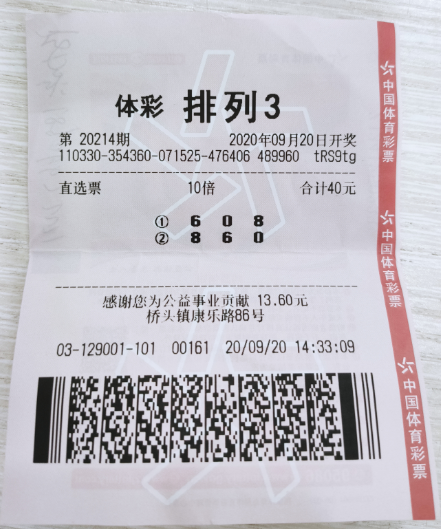 体彩 排列3
第 20214期 2020年09月20日开奖
110330-354360-071525-476406 489960 tRS9tg
直选票 10倍 合计40元
① 6 0 8
② 8 6 0
感谢您为公益事业贡献 13.60元
桥头镇康乐路86号
03-129001-101 00161 20/09/20 14:33:09
中国体育彩票
中国体育彩票
中国体育彩票